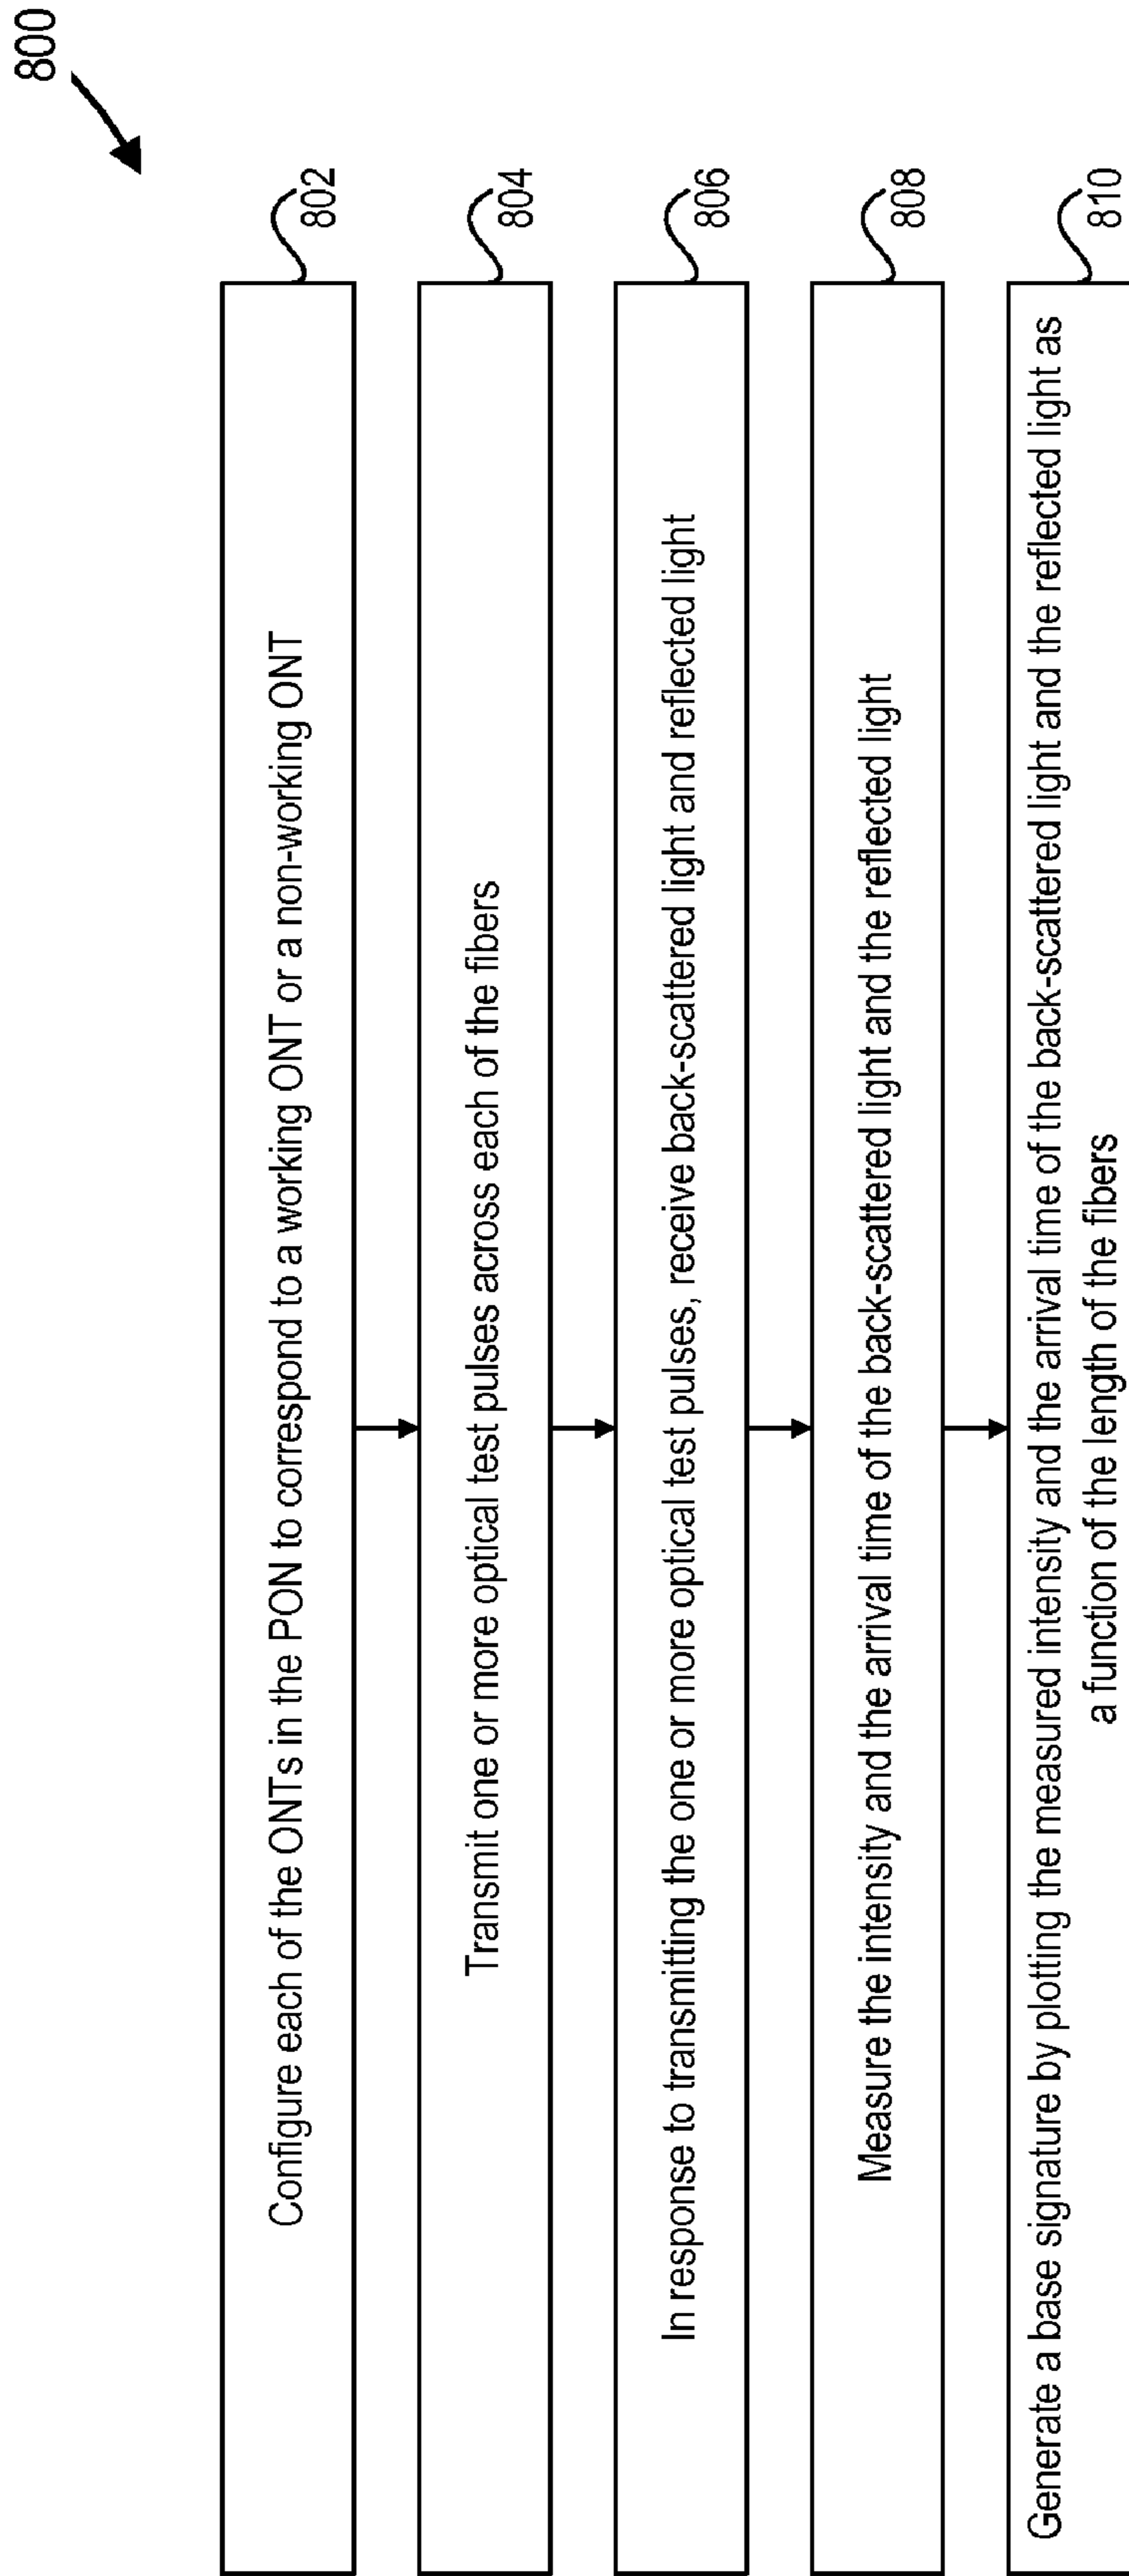 800
Configure each of the ONTs in the PON to correspond to a working ONT or a non-working ONT
802
Transmit one or more optical test pulses across each of the fibers
804
In response to transmitting the one or more optical test pulses, receive back-scattered light and reflected light
806
Measure the intensity and the arrival time of the back-scattered light and the reflected light
808
Generate a base signature by plotting the measured intensity and the arrival time of the back-scattered light and the reflected light as
a function of the length of the fibers
810